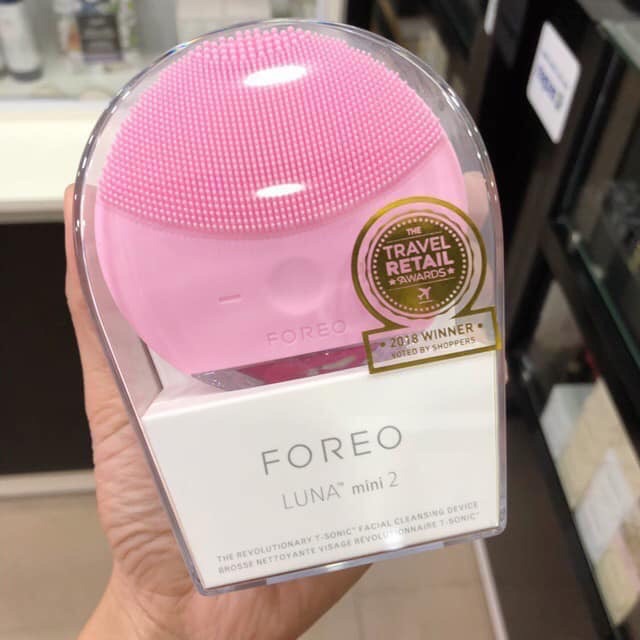 THE
TRAVEL
RETAIL
AWARDS
2018 WINNER
VOTED BY SHOPPERS
FOREO
FOREO
LUNA™ mini 2
THE REVOLUTIONARY T-SONIC™ FACIAL CLEANSING DEVICE
BROSSE NETTOYANTE VISAGE RÉVOLUTIONNAIRE T-SONIC™